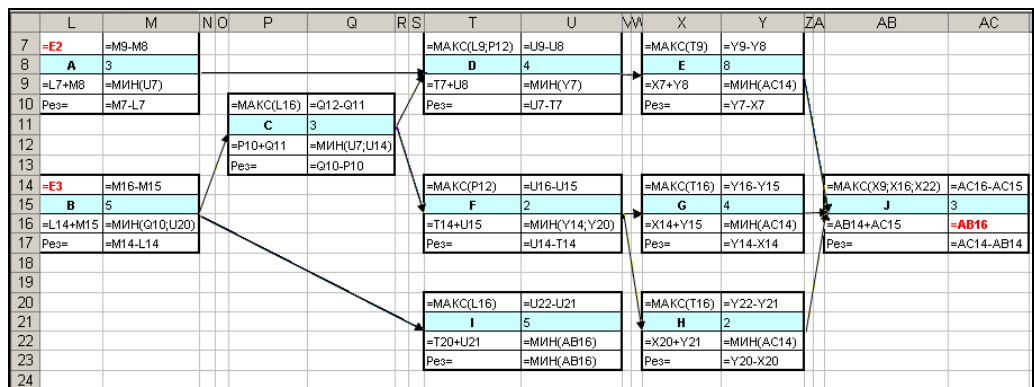 L M N O P Q R S T U V W X Y Z A AB AC
7 =E2 =M9-M8 =МАКС(L9;P12) =U9-U8 =МАКС(T9) =Y9-Y8
8 A 3 D 4 E 8
9 =L7+M8 =МИН(U7) =T7+U8 =МИН(Y7) =X7+Y8 =МИН(AC14)
10 Рез= =M7-L7 =МАКС(L16) =Q12-Q11 Рез= =U7-T7 Рез= =Y7-X7
11 C 3
12 =P10+Q11 =МИН(U7;U14)
13 Рез= =Q10-P10
14 =E3 =M16-M15 =МАКС(P12) =U16-U15 =МАКС(T16) =Y16-Y15 =МАКС(X9;X16;X22) =AC16-AC15
15 B 5 F 2 G 4 J 3
16 =L14+M15 =МИН(Q10;U20) =T14+U15 =МИН(Y14;Y20) =X14+Y15 =МИН(AC14) =AB14+AC15 =AB16
17 Рез= =M14-L14 Рез= =U14-T14 Рез= =Y14-X14 Рез= =AC14-AB14
18
19
20 =МАКС(L16) =U22-U21 =МАКС(T16) =Y22-Y21
21 I 5 H 2
22 =T20+U21 =МИН(AB16) =X20+Y21 =МИН(AC14)
23 Рез= =МИН(AB16) Рез= =Y20-X20
24